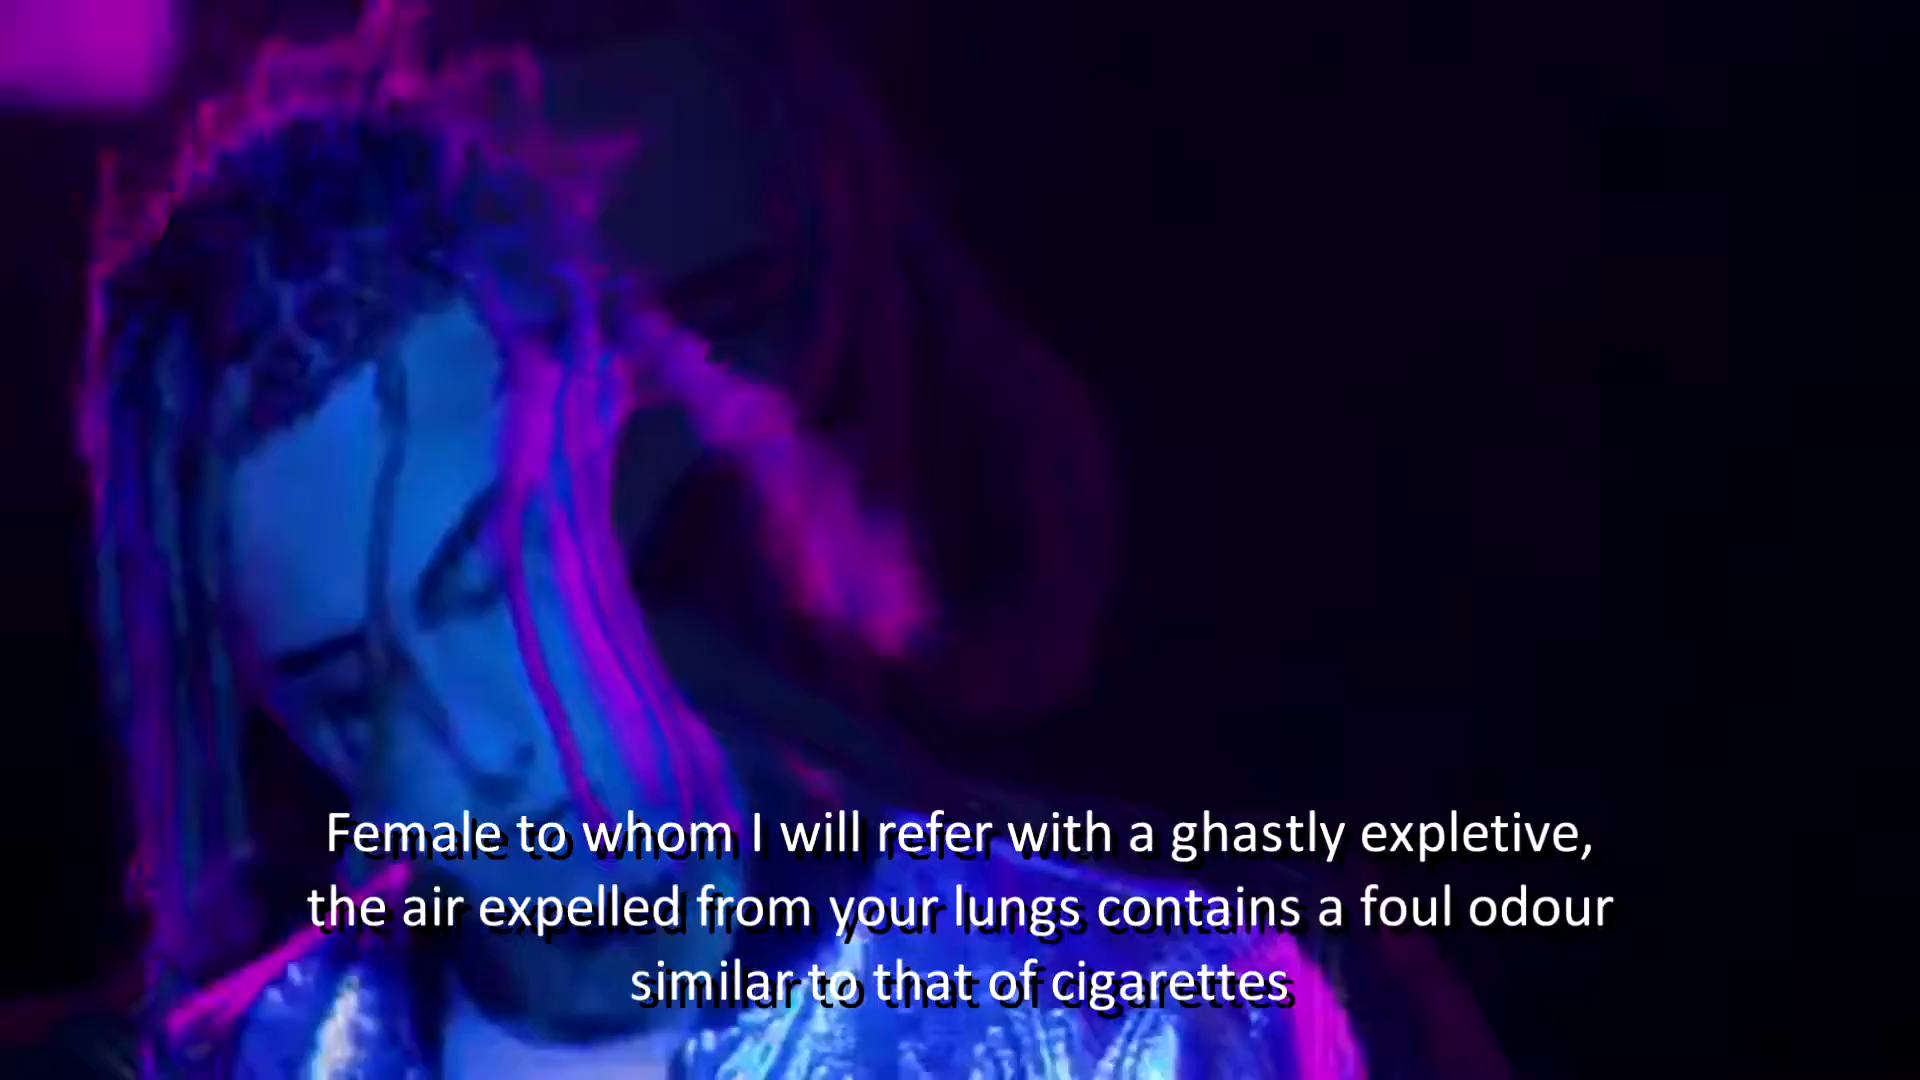 Female to whom I will refer with a ghastly expletive,
the air expelled from your lungs contains a foul odour
similar to that of cigarettes